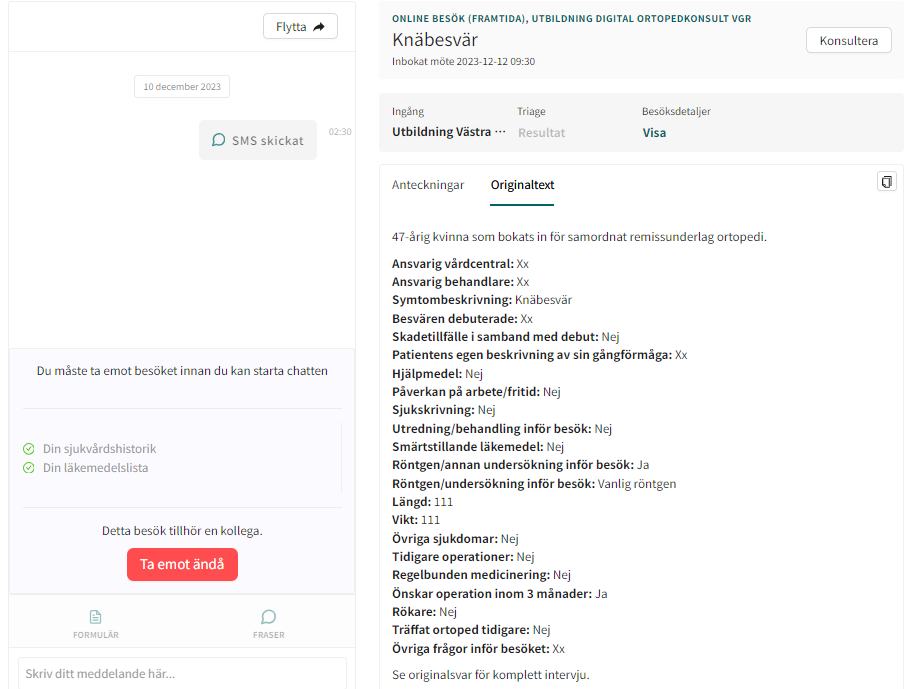 Flytta
10 december 2023
SMS skickat
02:30
Du måste ta emot besöket innan du kan starta chatten
Din sjukvårdshistorik
Din läkemedelslista
Detta besök tillhör en kollega.
Ta emot ändå
FORMULÄR
FRASER
Skriv ditt meddelande här...
ONLINE BESÖK (FRAMTIDA), UTBILDNING DIGITAL ORTOPEDKONSULT VGR
Knäbesvär
Inbokat möte 2023-12-12 09:30
Konsultera
Ingång
Triage
Besöksdetaljer
Utbildning Västra ...
Resultat
Visa
Anteckningar
Originaltext
47-årig kvinna som bokats in för samordnat remissunderlag ortopedi.
Ansvarig vårdcentral: Xx
Ansvarig behandlare: Xx
Symtombeskrivning: Knäbesvär
Besvären debuterade: Xx
Skadetillfälle i samband med debut: Nej
Patientens egen beskrivning av sin gångförmåga: Xx
Hjälpmedel: Nej
Påverkan på arbete/fritid: Nej
Sjukskrivning: Nej
Utredning/behandling inför besök: Nej
Smärtstillande läkemedel: Nej
Röntgen/annan undersökning inför besök: Ja
Röntgen/undersökning inför besök: Vanlig röntgen
Längd: 111
Vikt: 111
Övriga sjukdomar: Nej
Tidigare operationer: Nej
Regelbunden medicinering: Nej
Önskar operation inom 3 månader: Ja
Rökare: Nej
Träffat ortoped tidigare: Nej
Övriga frågor inför besöket: Xx
Se originalsvar för komplett intervju.